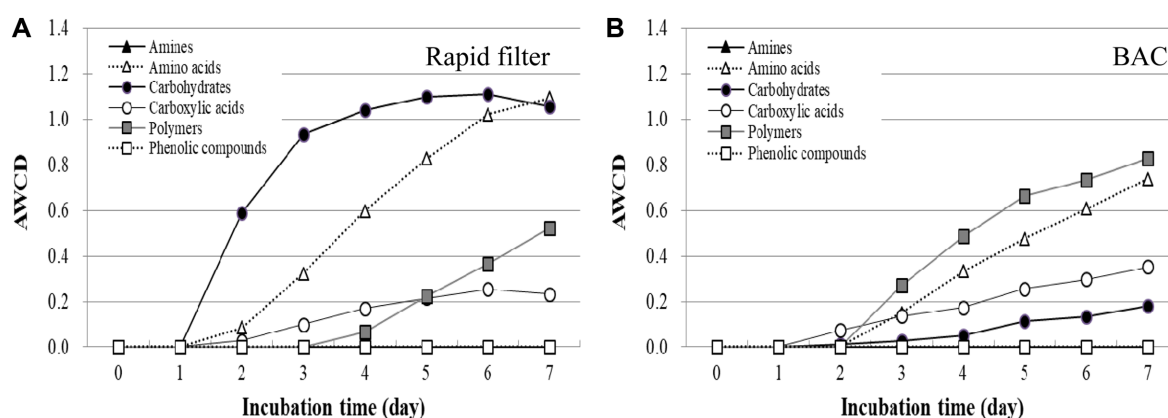 A
1.4
1.2
1.0
0.8
0.6
0.4
0.2
0.0
AWCD
Amines
Amino acids
Carbohydrates
Carboxylic acids
Polymers
Phenolic compounds
Rapid filter
0 1 2 3 4 5 6 7
Incubation time (day)
B
1.4
1.2
1.0
0.8
0.6
0.4
0.2
0.0
AWCD
Amines
Amino acids
Carbohydrates
Carboxylic acids
Polymers
Phenolic compounds
BAC
0 1 2 3 4 5 6 7
Incubation time (day)